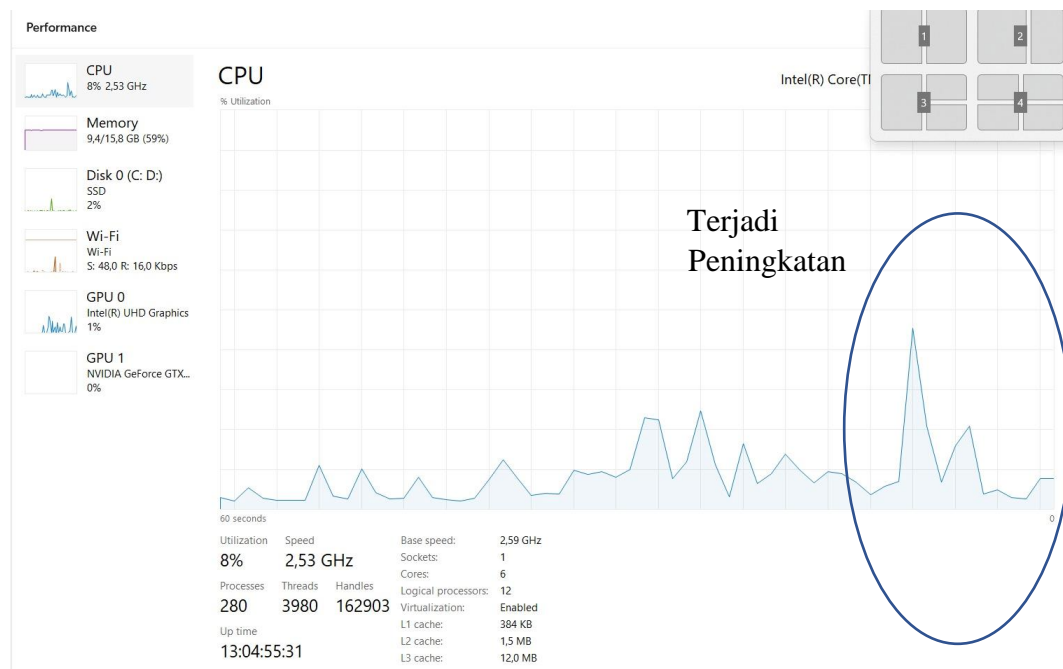 Performance
CPU
8% 2,53 GHz
Memory
9,4/15,8 GB (59%)
Disk 0 (C: D:)
SSD
2%
Wi-Fi
Wi-Fi
S: 48,0 R: 16,0 Kbps
GPU 0
Intel(R) UHD Graphics
1%
GPU 1
NVIDIA GeForce GTX...
0%
CPU
Intel(R) Core(T
% Utilization
1
2
3
4
Terjadi
Peningkatan
60 seconds
0
Utilization Speed
8% 2,53 GHz
Processes Threads Handles
280 3980 162903
Up time
13:04:55:31
Base speed: 2,59 GHz
Sockets: 1
Cores: 6
Logical processors: 12
Virtualization: Enabled
L1 cache: 384 KB
L2 cache: 1,5 MB
L3 cache: 12,0 MB